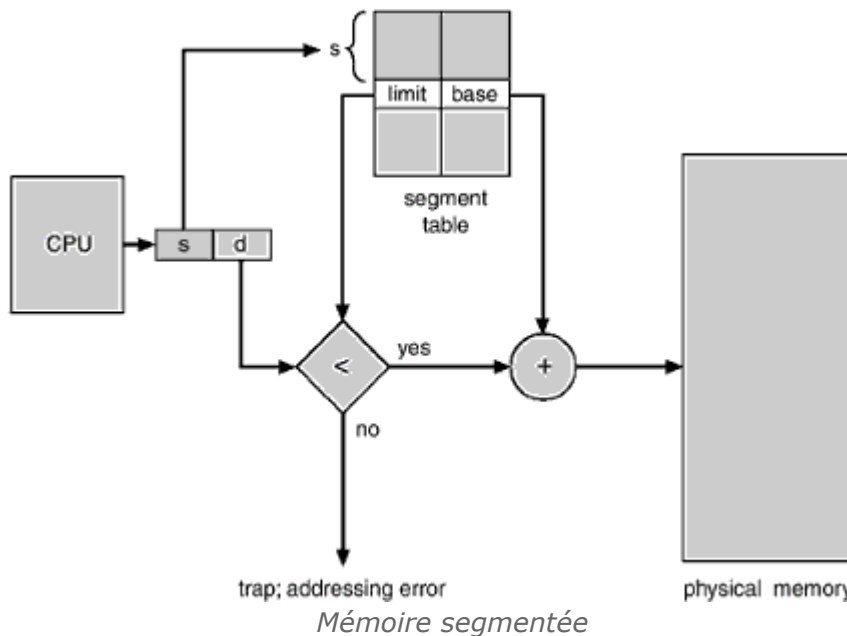 s
limit base
segment
table
CPU
s d
<
yes
+
no
trap; addressing error
physical memory
Mémoire segmentée